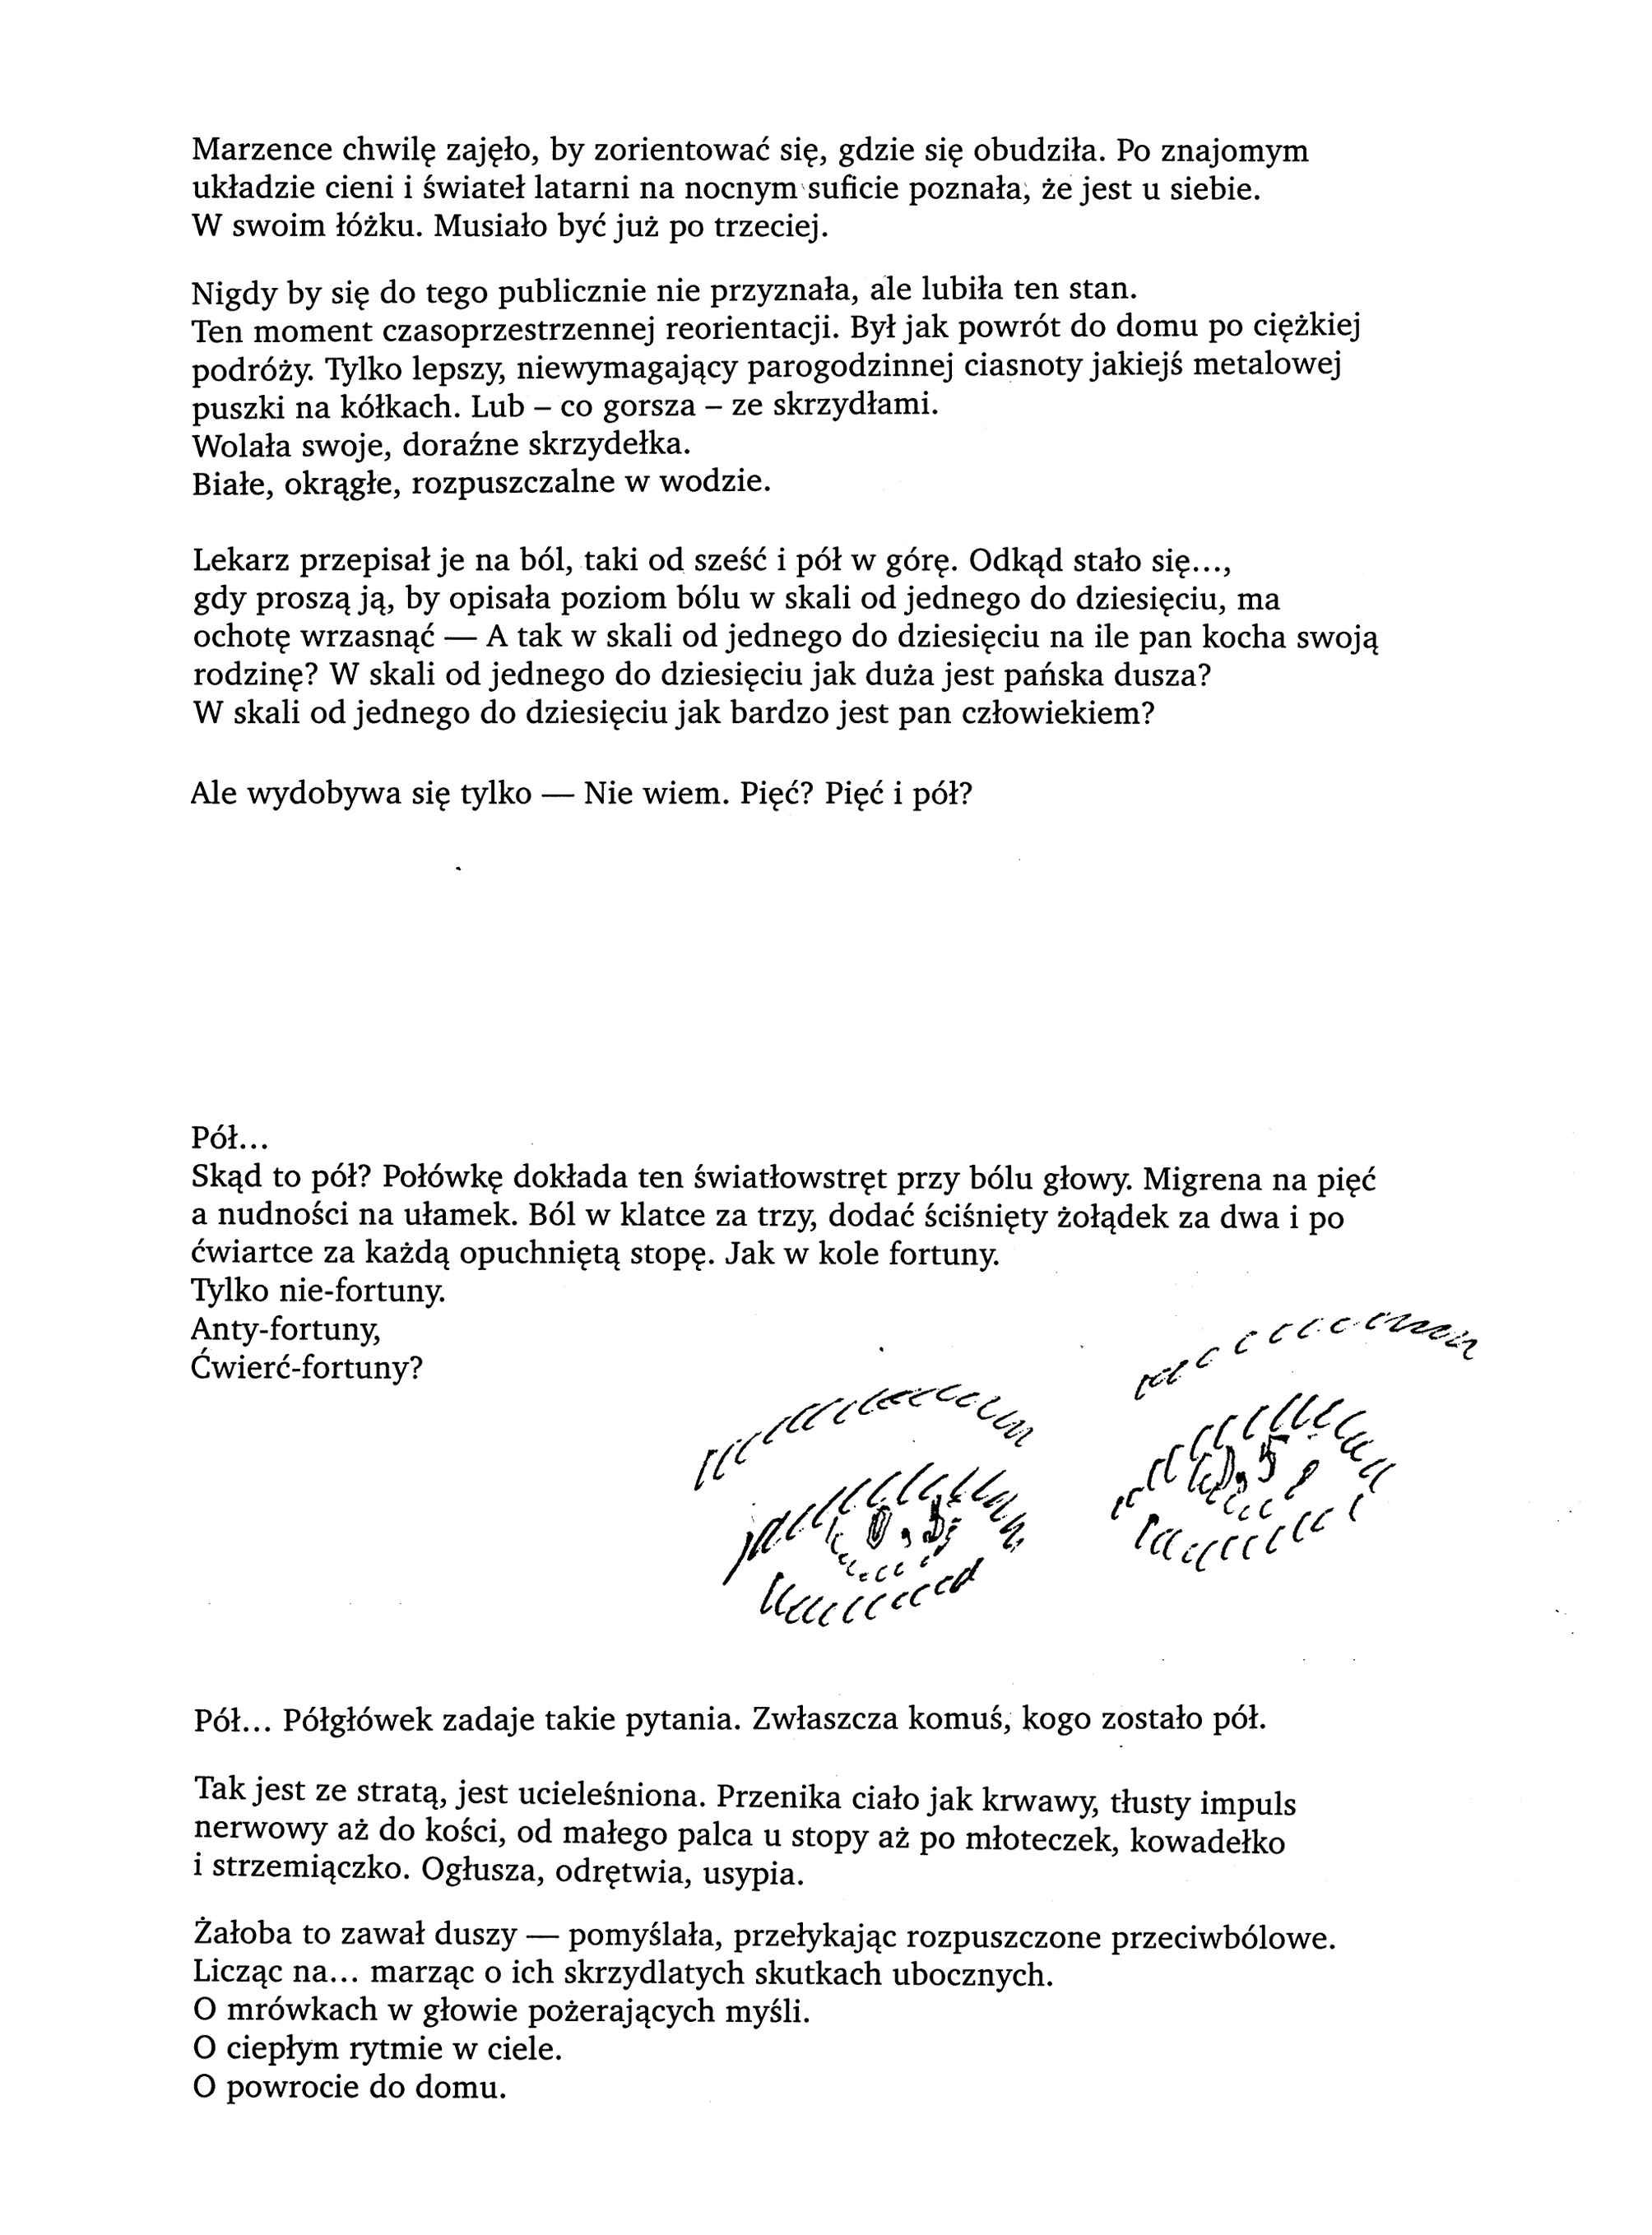 Marzence chwilę zajęło, by zorientować się, gdzie się obudziła. Po znajomym
układzie cieni i świateł latarni na nocnym suficie poznała, że jest u siebie.
W swoim łóżku. Musiało być już po trzeciej.
Nigdy by się do tego publicznie nie przyznała, ale lubiła ten stan.
Ten moment czasoprzestrzennej reorientacji. Był jak powrót do domu po ciężkiej
podróży. Tylko lepszy, niewymagający parogodzinnej ciasnoty jakiejś metalowej
puszki na kółkach. Lub – co gorsza – ze skrzydłami.
Wolała swoje, doraźne skrzydełka.
Białe, okrągłe, rozpuszczalne w wodzie.
Lekarz przepisał je na ból, taki od sześć i pół w górę. Odkąd stało się...,
gdy proszą ją, by opisała poziom bólu w skali od jednego do dziesięciu, ma
ochotę wrzasnąć — A tak w skali od jednego do dziesięciu na ile pan kocha swoją
rodzinę? W skali od jednego do dziesięciu jak duża jest pańska dusza?
W skali od jednego do dziesięciu jak bardzo jest pan człowiekiem?
Ale wydobywa się tylko — Nie wiem. Pięć? Pięć i pół?
Pół...
Skąd to pół? Połówkę dokłada ten światłowstręt przy bólu głowy. Migrena na pięć
a nudności na ułamek. Ból w klatce za trzy, dodać ściśnięty żołądek za dwa i po
ćwiartce za każdą opuchniętą stopę. Jak w kole fortuny.
Tylko nie-fortuny.
Anty-fortuny,
Ćwierć-fortuny?
0,5 0,5
Pół... Półgłówek zadaje takie pytania. Zwłaszcza komuś, kogo zostało pół.
Tak jest ze stratą, jest ucieleśniona. Przenika ciało jak krwawy, tłusty impuls
nerwowy aż do kości, od małego palca u stopy aż po młoteczek, kowadełko
i strzemiączko. Ogłusza, odrętwia, usypia.
Żałoba to zawał duszy — pomyślała, przełykając rozpuszczone przeciwbólowe.
Licząc na... marząc o ich skrzydlatych skutkach ubocznych.
O mrówkach w głowie pożerających myśli.
O ciepłym rytmie w ciele.
O powrocie do domu.